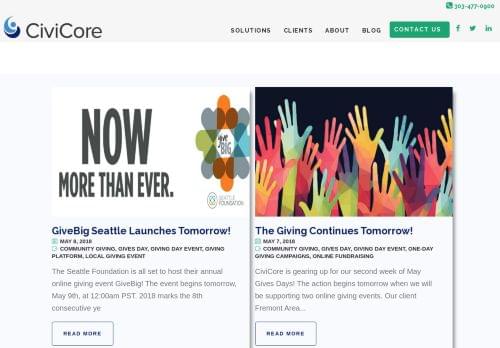 303-477-0900
CiviCore
SOLUTIONS CLIENTS ABOUT BLOG CONTACT US
NOW
MORE THAN EVER.
give
BIG
SEATTLE
FOUNDATION
GiveBig Seattle Launches Tomorrow!
MAY 8, 2018
COMMUNITY GIVING, GIVES DAY, GIVING DAY EVENT, GIVING
PLATFORM, LOCAL GIVING EVENT
The Seattle Foundation is all set to host their annual
online giving event GiveBig! The event begins tomorrow,
May 9th, at 12:00am PST. 2018 marks the 8th
consecutive ye
READ MORE
The Giving Continues Tomorrow!
MAY 7, 2018
COMMUNITY GIVING, GIVES DAY, GIVING DAY EVENT, ONE-DAY
GIVING CAMPAIGNS, ONLINE FUNDRAISING
CiviCore is gearing up for our second week of May
Gives Days! The action begins tomorrow when we will
be supporting two online giving events. Our client
Fremont Area...
READ MORE